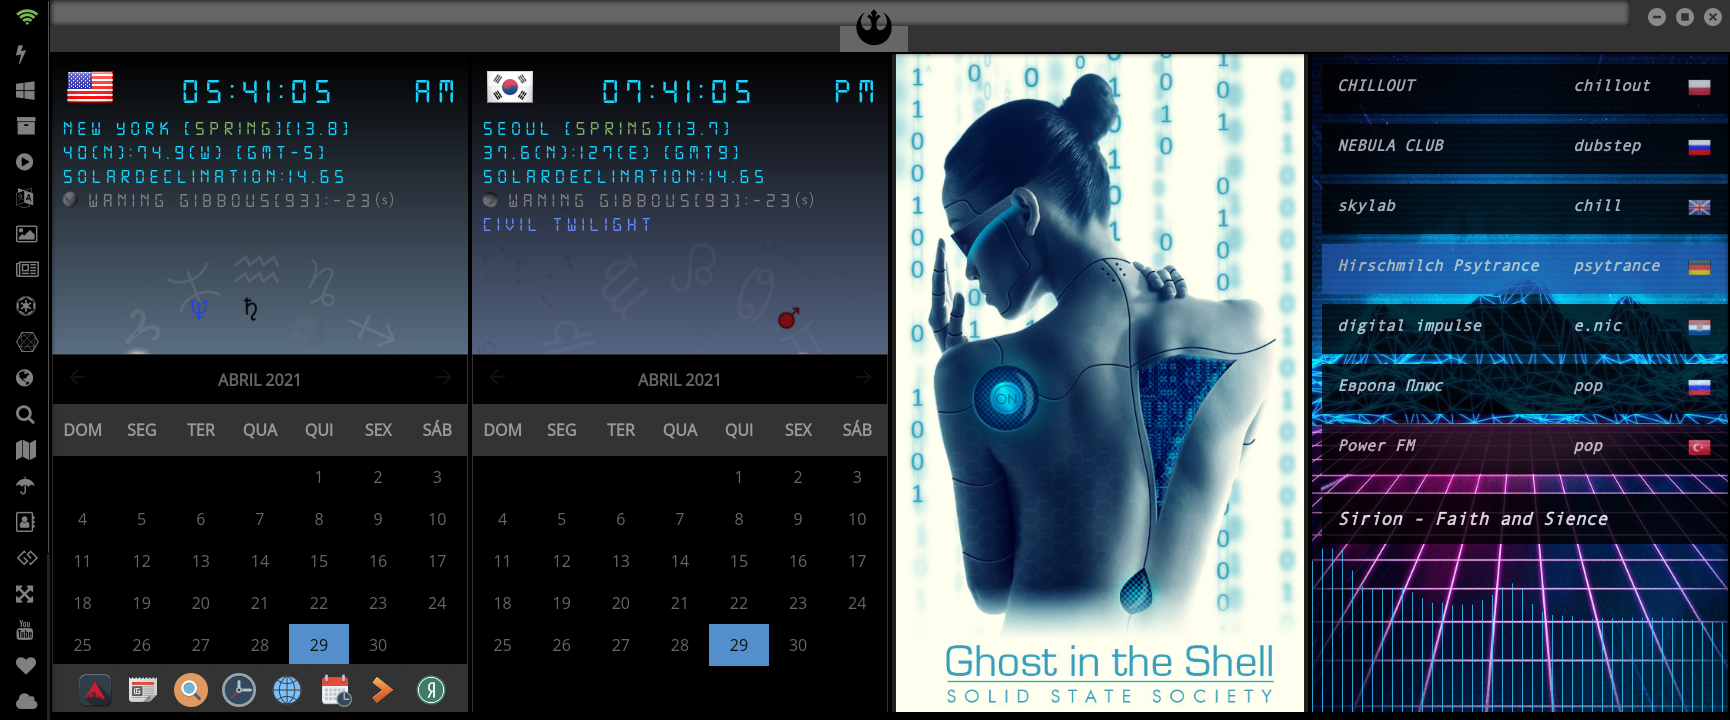 05:41:05 AM
NEW YORK [SPRING][13.8]
40(N):74.9(W) [GMT-5]
SOLARDECLINATION:14.65
WANING GIBBOUS[93]:-23(s)
ABRIL 2021
DOM SEG TER QUA QUI SEX SÁB
1 2 3
4 5 6 7 8 9 10
11 12 13 14 15 16 17
18 19 20 21 22 23 24
25 26 27 28 29 30
07:41:05 PM
SEOUL [SPRING][13.7]
37.6(N):127(E) [GMT9]
SOLARDECLINATION:14.65
WANING GIBBOUS[93]:-23(s)
CIVIL TWILIGHT
ABRIL 2021
DOM SEG TER QUA QUI SEX SÁB
1 2 3
4 5 6 7 8 9 10
11 12 13 14 15 16 17
18 19 20 21 22 23 24
25 26 27 28 29 30
ON
Ghost in the Shell
SOLID STATE SOCIETY
CHILLOUT chillout
NEBULA CLUB dubstep
skylab chill
Hirschmilch Psytrance psytrance
digital impulse e.nic
Европа Плюс pop
Power FM pop
Sirion - Faith and Sience
You
Tube
Я